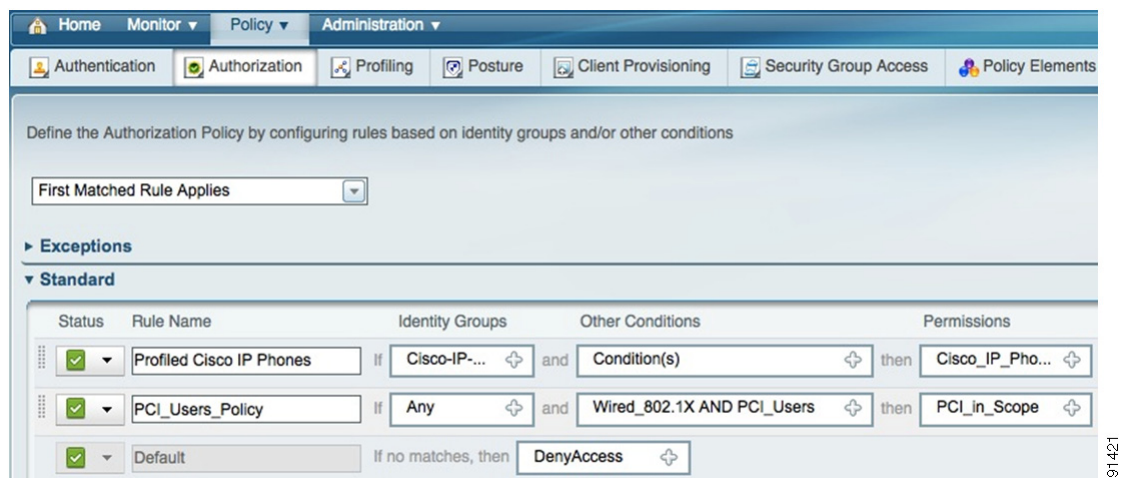 Home Monitor ▼ Policy ▼ Administration ▼
Authentication Authorization Profiling Posture Client Provisioning Security Group Access Policy Elements
Define the Authorization Policy by configuring rules based on identity groups and/or other conditions
First Matched Rule Applies
Exceptions
Standard
Status Rule Name Identity Groups Other Conditions Permissions
Profiled Cisco IP Phones If Cisco-IP-... and Condition(s) then Cisco_IP_Pho...
PCI_Users_Policy If Any and Wired_802.1X AND PCI_Users then PCI_in_Scope
Default If no matches, then DenyAccess
91421